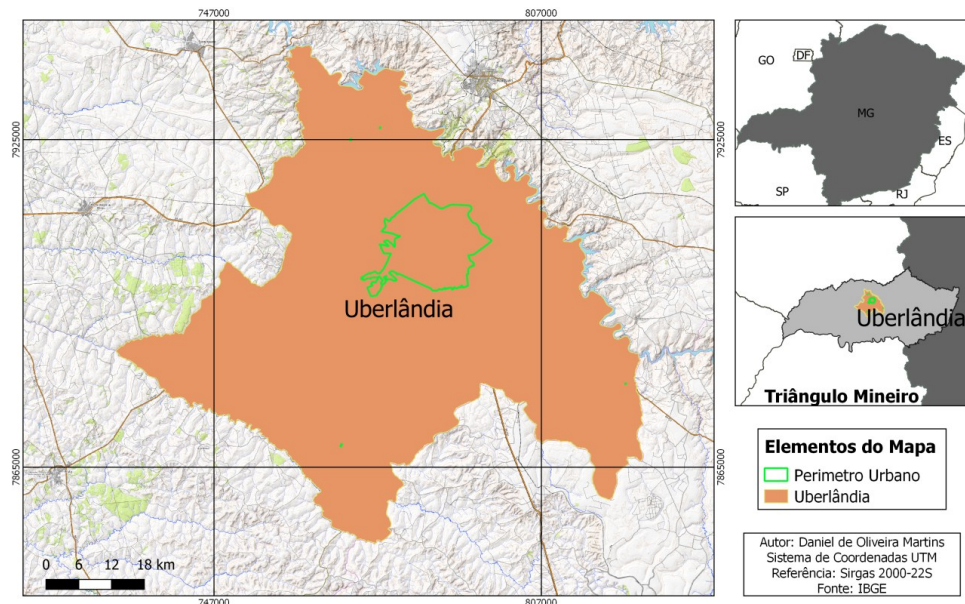 747000
807000
7925000
7925000
Uberlândia
7865000
7865000
0 6 12 18 km
747000
807000
GO
DF
MG
ES
SP
RJ
Uberlândia
Triângulo Mineiro
Elementos do Mapa
Perimetro Urbano
Uberlândia
Autor: Daniel de Oliveira Martins
Sistema de Coordenadas UTM
Referência: Sirgas 2000-22S
Fonte: IBGE